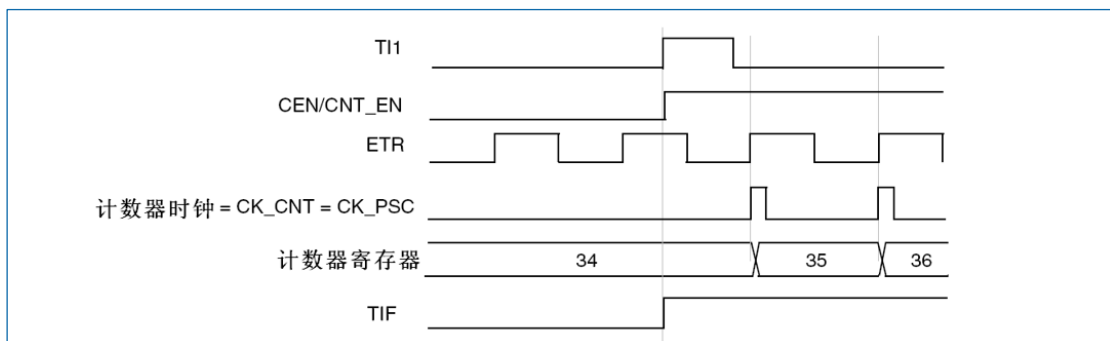 TI1
CEN/CNT_EN
ETR
计数器时钟 = CK_CNT = CK_PSC
计数器寄存器 34 35 36
TIF